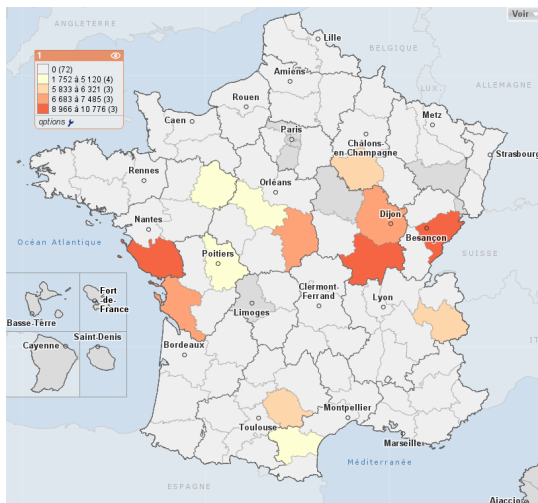 ANGLETERRE
Voir
Lille
BELGIQUE
1
0 (72)
1 752 à 5 120 (4)
5 833 à 6 321 (3)
6 683 à 7 485 (3)
8 966 à 10 776 (3)
options
Amiens
LUX.
ALLEMAGNE
Rouen
Metz
Caen
Paris
Châlons-
en-Champagne
Strasbourg
Rennes
Orléans
Nantes
Dijon
Besançon
Océan Atlantique
Poitiers
SUISSE
Fort-
de-
France
Basse-Terre
Clermont-
Ferrand
Limoges
Lyon
Cayenne
Saint-Denis
Bordeaux
IT
Montpellier
Toulouse
Marseille
Méditerranée
ESPAGNE
Ajaccio